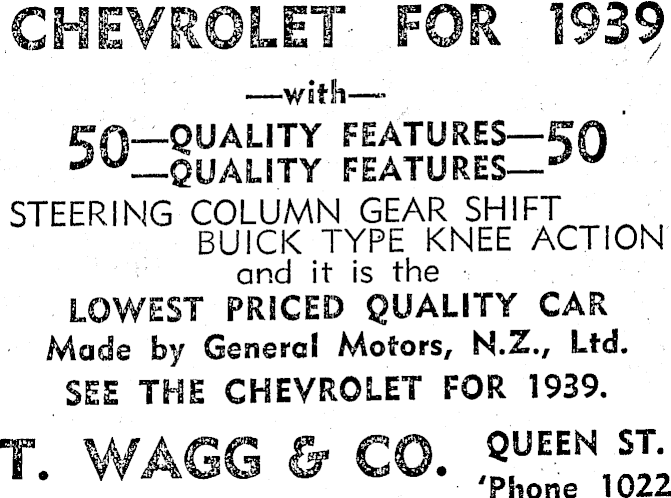 CHEVROLET FOR 1939
—with—
50—QUALITY FEATURES—50
—QUALITY FEATURES—
STEERING COLUMN GEAR SHIFT
BUICK TYPE KNEE ACTION
and it is the
LOWEST PRICED QUALITY CAR
Made by General Motors, N.Z., Ltd.
SEE THE CHEVROLET FOR 1939.
T. WAGG & CO. QUEEN ST.
'Phone 1022